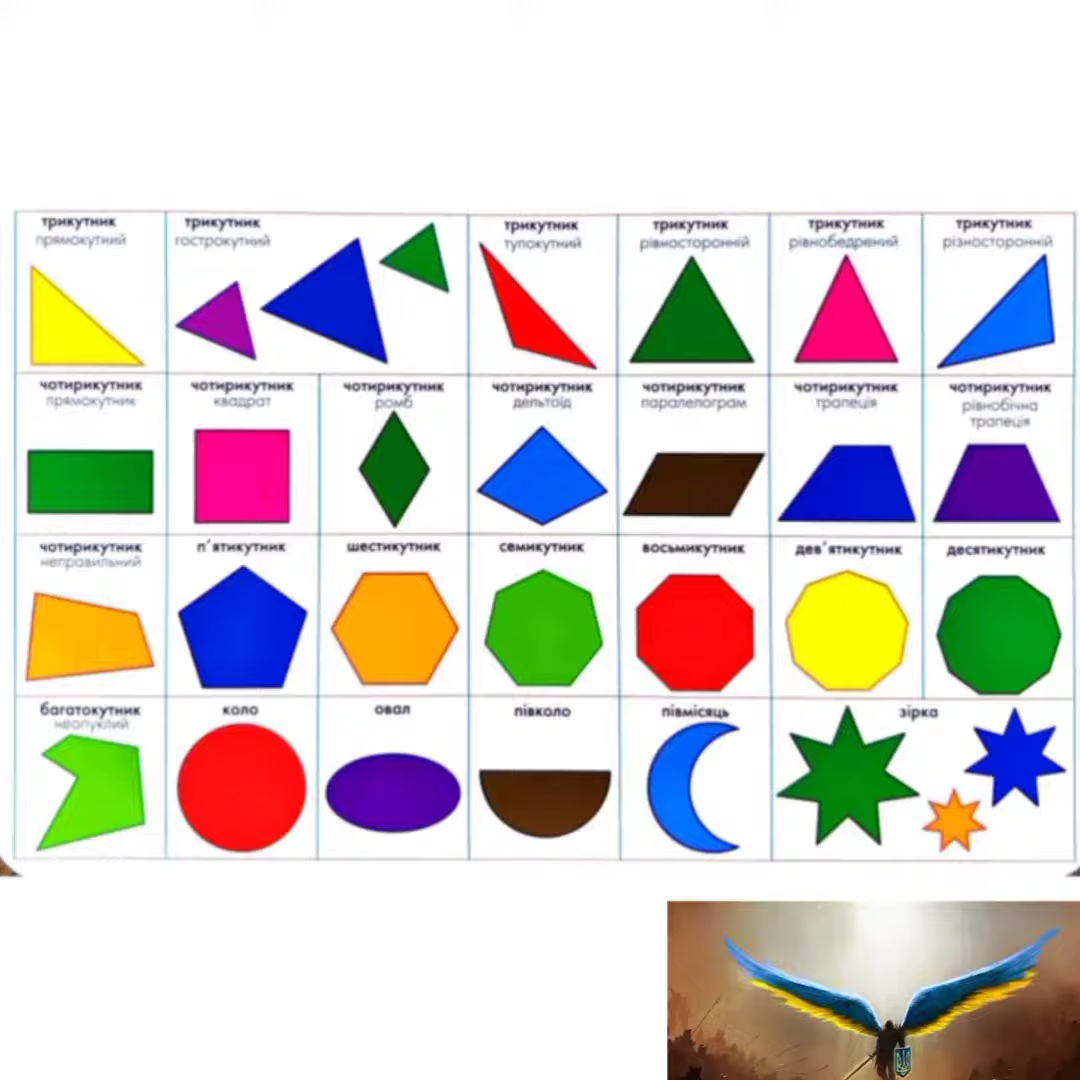 трикутник
прямокутний
трикутник
гострокутний
трикутник
тупокутний
трикутник
рівносторонній
трикутник
рівнобедрений
трикутник
різносторонній
чотирикутник
прямокутник
чотирикутник
квадрат
чотирикутник
ромб
чотирикутник
дельтоїд
чотирикутник
паралелограм
чотирикутник
трапеція
чотирикутник
рівнобічна
трапеція
чотирикутник
неправильний
п'ятикутник
шестикутник
семикутник
восьмикутник
дев'ятикутник
десятикутник
багатокутник
неопуклий
коло
овал
півколо
півмісяць
зірка